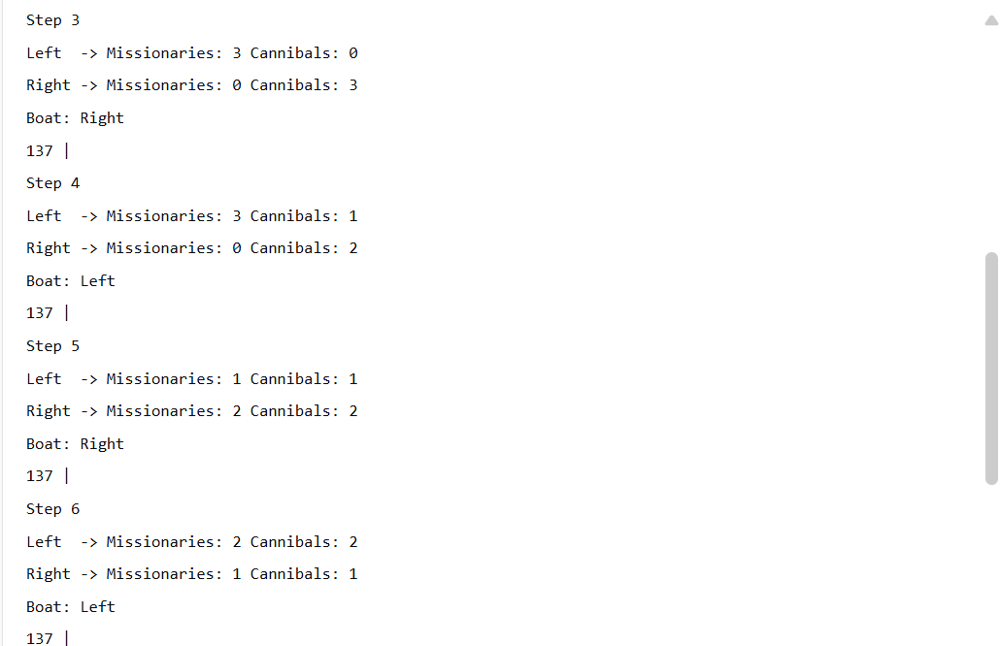 Step 3
Left  -> Missionaries: 3 Cannibals: 0
Right -> Missionaries: 0 Cannibals: 3
Boat: Right
137 |
Step 4
Left  -> Missionaries: 3 Cannibals: 1
Right -> Missionaries: 0 Cannibals: 2
Boat: Left
137 |
Step 5
Left  -> Missionaries: 1 Cannibals: 1
Right -> Missionaries: 2 Cannibals: 2
Boat: Right
137 |
Step 6
Left  -> Missionaries: 2 Cannibals: 2
Right -> Missionaries: 1 Cannibals: 1
Boat: Left
137 |